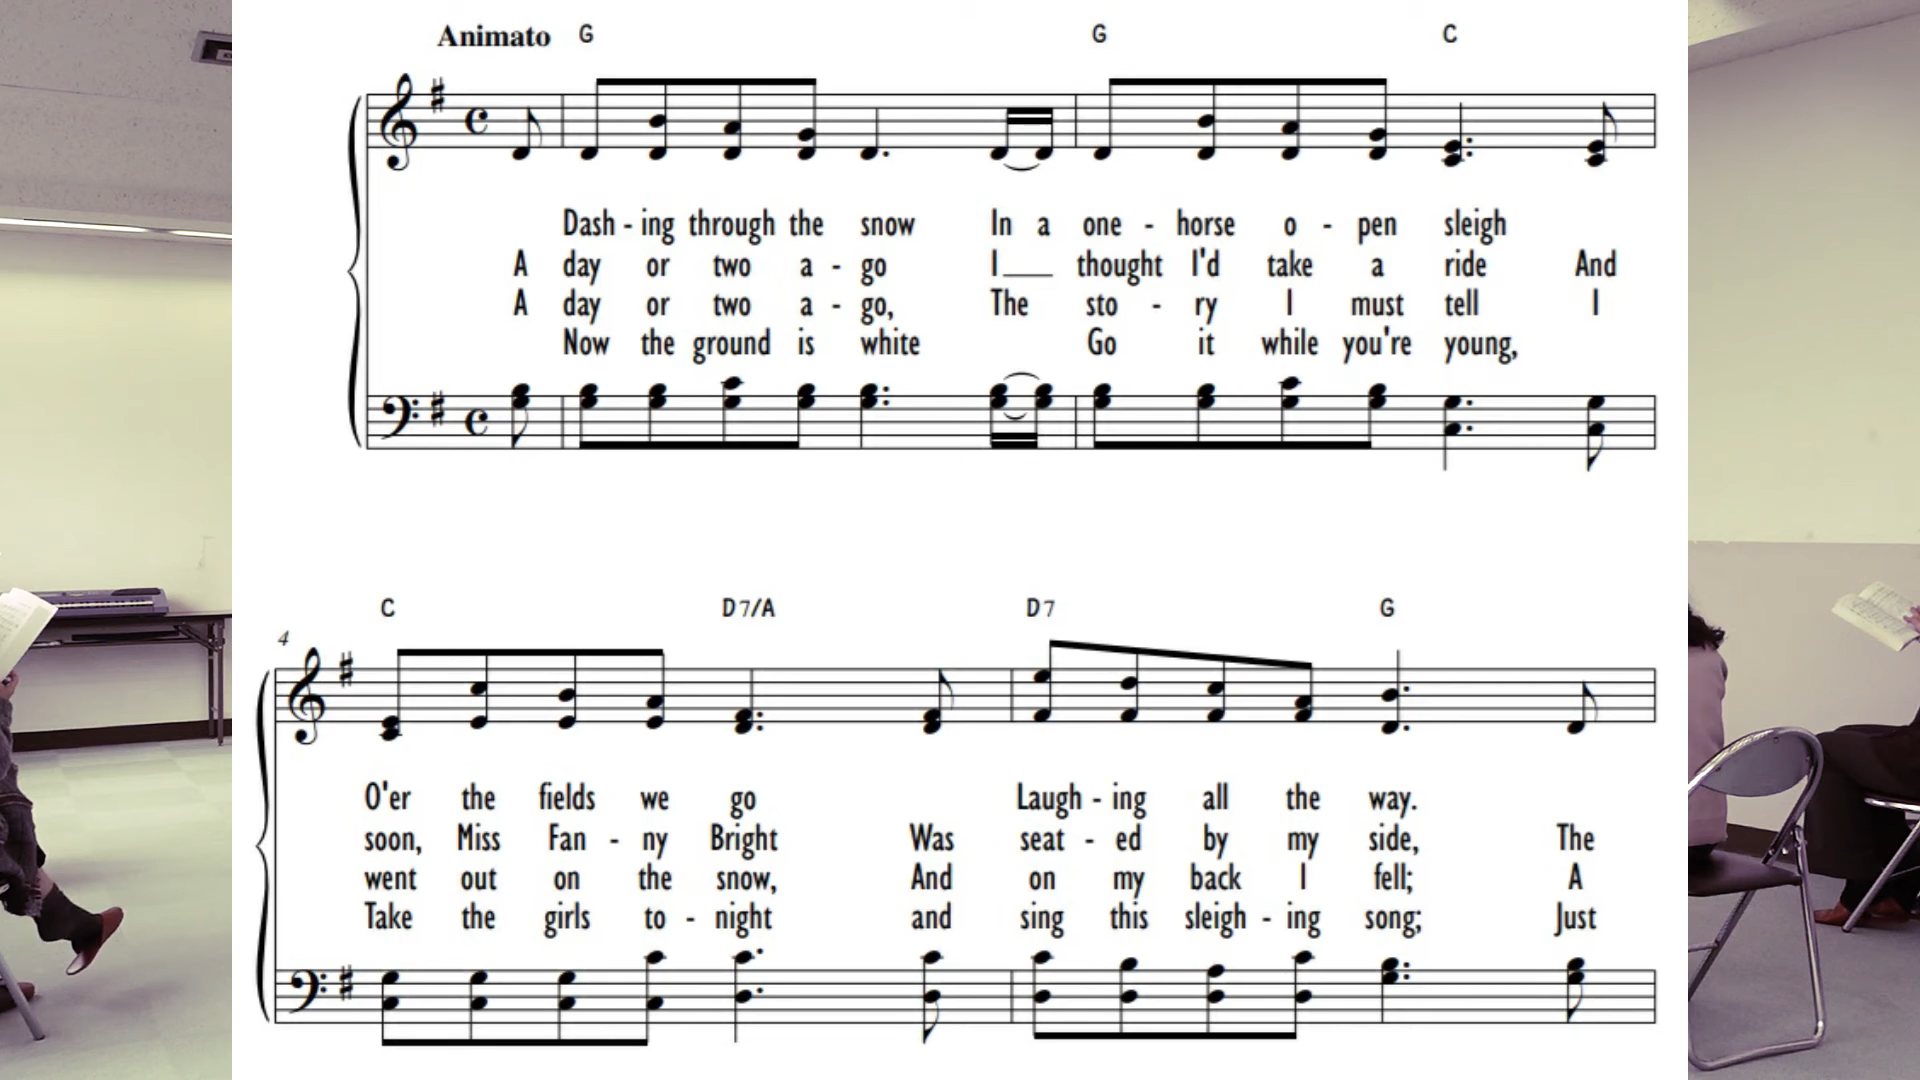 Animato G G C
Dash - ing through the snow In a one - horse o - pen sleigh
A day or two a - go I___ thought I'd take a ride And
A day or two a - go, The sto - ry I must tell I
Now the ground is white Go it while you're young,
C D7/A D7 G
4
O'er the fields we go Laugh - ing all the way.
soon, Miss Fan - ny Bright Was seat - ed by my side, The
went out on the snow, And on my back I fell; A
Take the girls to - night and sing this sleigh - ing song; Just